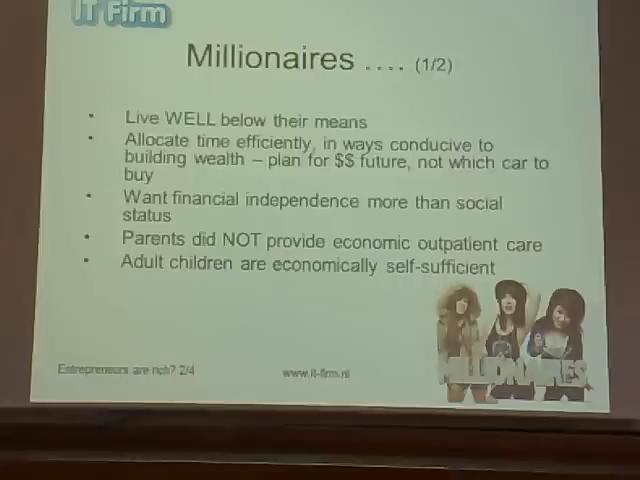 IT Firm
Millionaires .... (1/2)
• Live WELL below their means
• Allocate time efficiently, in ways conducive to
building wealth – plan for $$ future, not which car to
buy
• Want financial independence more than social
status
• Parents did NOT provide economic outpatient care
• Adult children are economically self-sufficient
MILLIONAIRES
Entrepreneurs are rich? 2/4
www.it-firm.nl